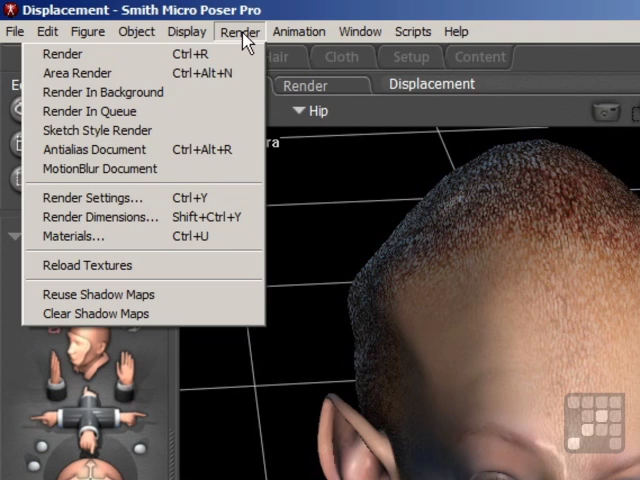 Displacement - Smith Micro Poser Pro
File Edit Figure Object Display Render Animation Window Scripts Help
Hair Cloth Setup Content
Render Displacement
Hip
Render Ctrl+R
Area Render Ctrl+Alt+N
Render In Background
Render In Queue
Sketch Style Render
Antialias Document Ctrl+Alt+R
MotionBlur Document
Render Settings... Ctrl+Y
Render Dimensions... Shift+Ctrl+Y
Materials... Ctrl+U
Reload Textures
Reuse Shadow Maps
Clear Shadow Maps